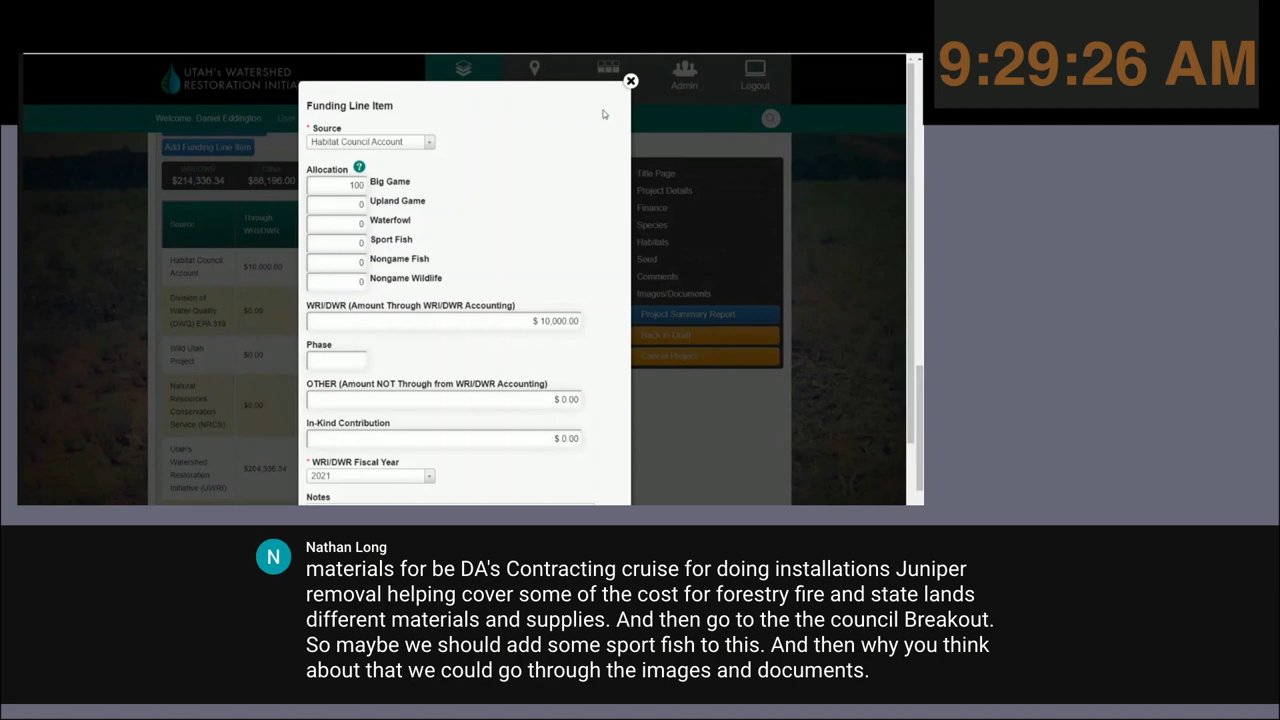 9:29:26 AM
UTAH's WATERSHED
RESTORATION INITIA
Admin
Logout
Welcome: Daniel Eddington
User
Add Funding Line Item
$214,336.34
$88,196.00
Source
Through
WRI/DWR
Habitat Council
Account
$10,000.00
Division of
Water Quality
(DWQ) EPA 319
$0.00
Wild Utah
Project
$0.00
Natural
Resources
Conservation
Service (NRCS)
$0.00
Utah's
Watershed
Restoration
Initiative (UWRI)
$204,336.34
Funding Line Item
* Source
Habitat Council Account
Allocation ?
100 Big Game
0 Upland Game
0 Waterfowl
0 Sport Fish
0 Nongame Fish
0 Nongame Wildlife
WRI/DWR (Amount Through WRI/DWR Accounting)
$ 10,000.00
Phase
OTHER (Amount NOT Through from WRI/DWR Accounting)
$ 0.00
In-Kind Contribution
$ 0.00
* WRI/DWR Fiscal Year
2021
Notes
Title Page
Project Details
Finance
Species
Habitats
Seed
Comments
Images/Documents
Project Summary Report
Back to Draft
Cancel Project
N
Nathan Long
materials for be DA's Contracting cruise for doing installations Juniper
removal helping cover some of the cost for forestry fire and state lands
different materials and supplies. And then go to the the council Breakout.
So maybe we should add some sport fish to this. And then why you think
about that we could go through the images and documents.